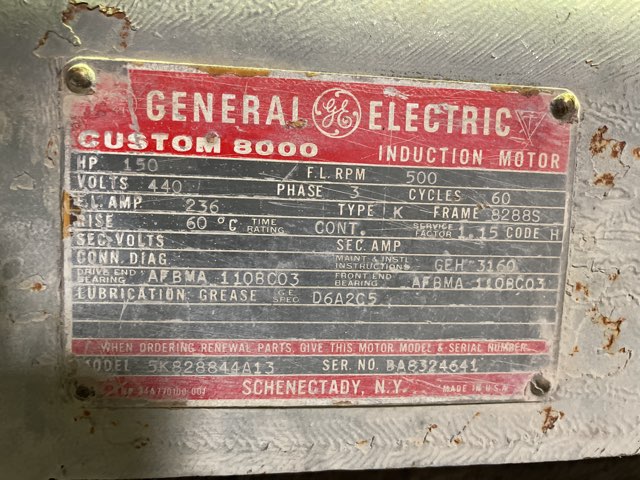 GENERAL GE ELECTRIC
CUSTOM 8000 INDUCTION MOTOR
HP 150 F.L. RPM 500
VOLTS 440 PHASE 3 CYCLES 60
F.L. AMP 236 TYPE K FRAME 8288S
RISE 60 °C TIME RATING CONT. SERVICE FACTOR 1.15 CODE H
SEC. VOLTS SEC. AMP
CONN. DIAG MAINT & INSTL INSTRUCTIONS GEH 3160
DRIVE END BEARING AFBMA 1108C03 FRONT END BEARING AFBMA 1108C03
LUBRICATION GREASE G.E. SPEC D6A2C5
WHEN ORDERING RENEWAL PARTS, GIVE THIS MOTOR MODEL & SERIAL NUMBER
MODEL 5K828844A13 SER. NO. BA8324641
SCHENECTADY, N.Y. MADE IN U.S.A.